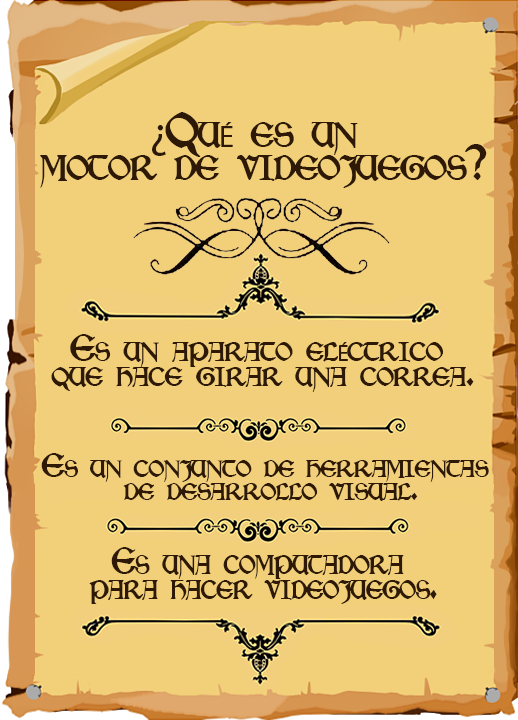 ¿Qué es un
motor de videojuegos?
Es un aparato eléctrico
que hace girar una correa.
Es un conjunto de herramientas
de desarrollo visual.
Es una computadora
para hacer videojuegos.